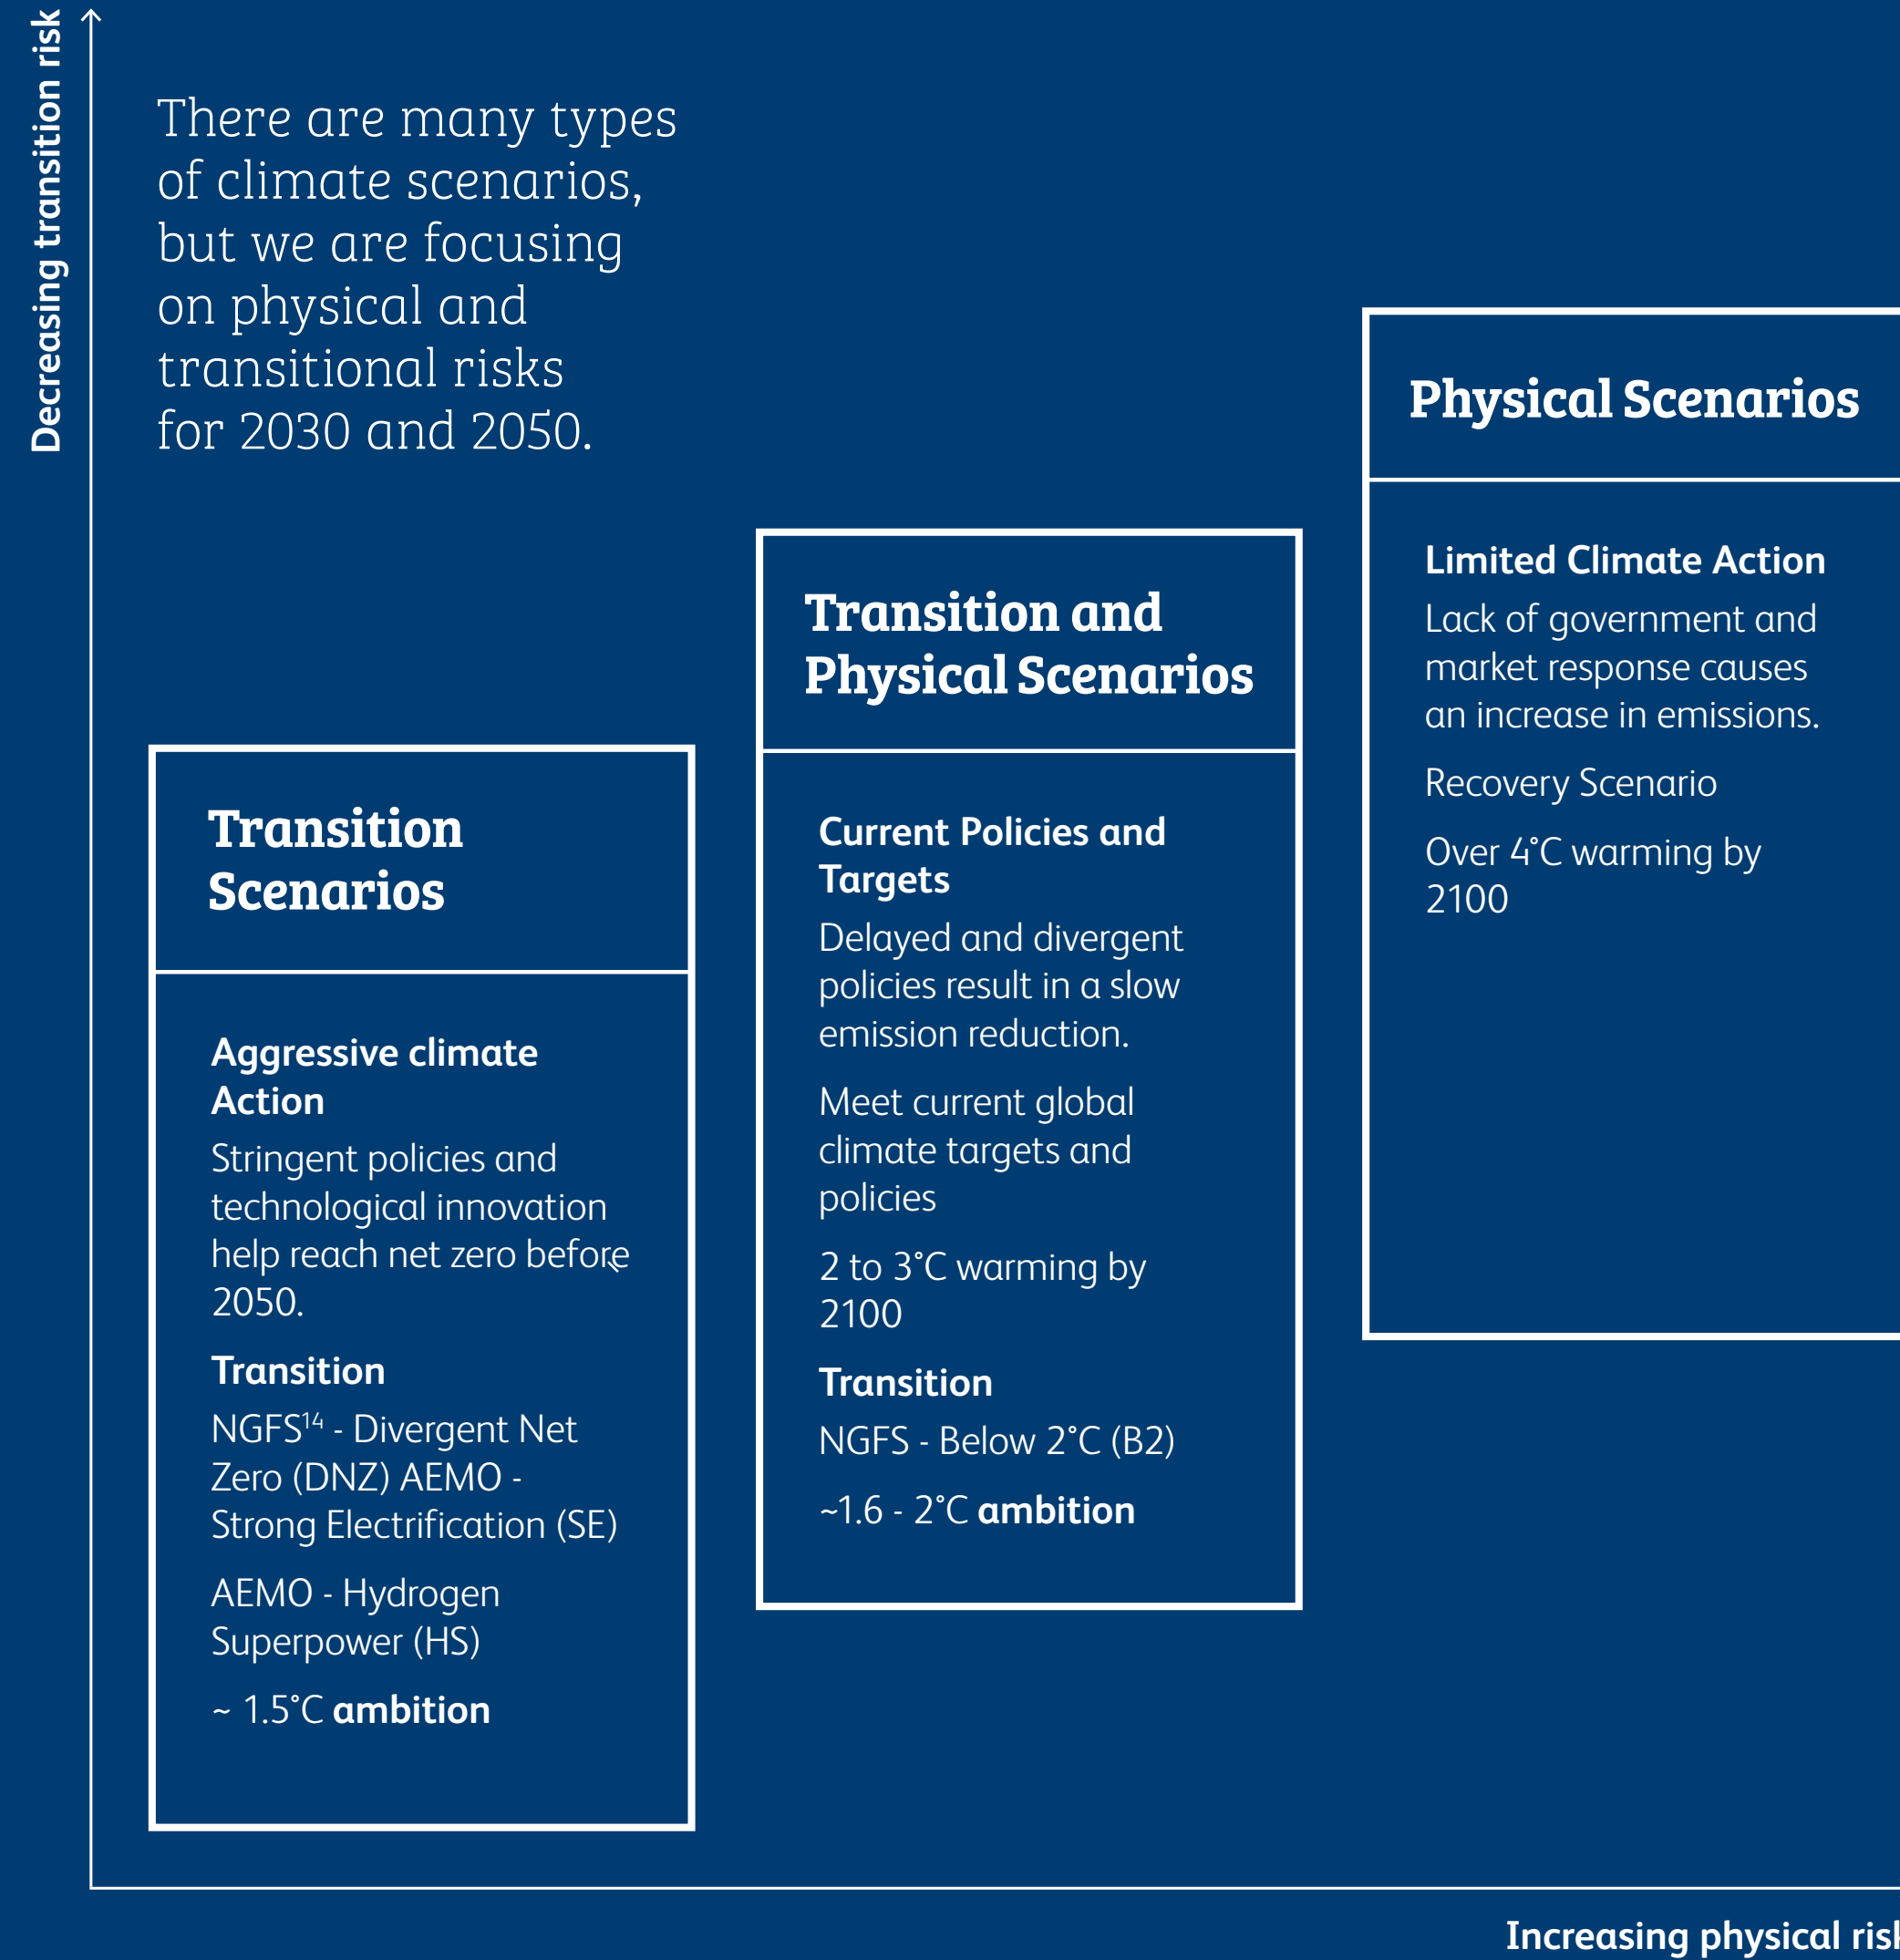 Decreasing transition risk
There are many types
of climate scenarios,
but we are focusing
on physical and
transitional risks
for 2030 and 2050.
Transition
Scenarios
Aggressive climate
Action
Stringent policies and
technological innovation
help reach net zero before
2050.
Transition
NGFS¹⁴ - Divergent Net
Zero (DNZ) AEMO -
Strong Electrification (SE)
AEMO - Hydrogen
Superpower (HS)
~ 1.5°C ambition
Transition and
Physical Scenarios
Current Policies and
Targets
Delayed and divergent
policies result in a slow
emission reduction.
Meet current global
climate targets and
policies
2 to 3°C warming by
2100
Transition
NGFS - Below 2°C (B2)
~1.6 - 2°C ambition
Physical Scenarios
Limited Climate Action
Lack of government and
market response causes
an increase in emissions.
Recovery Scenario
Over 4°C warming by
2100
Increasing physical risk